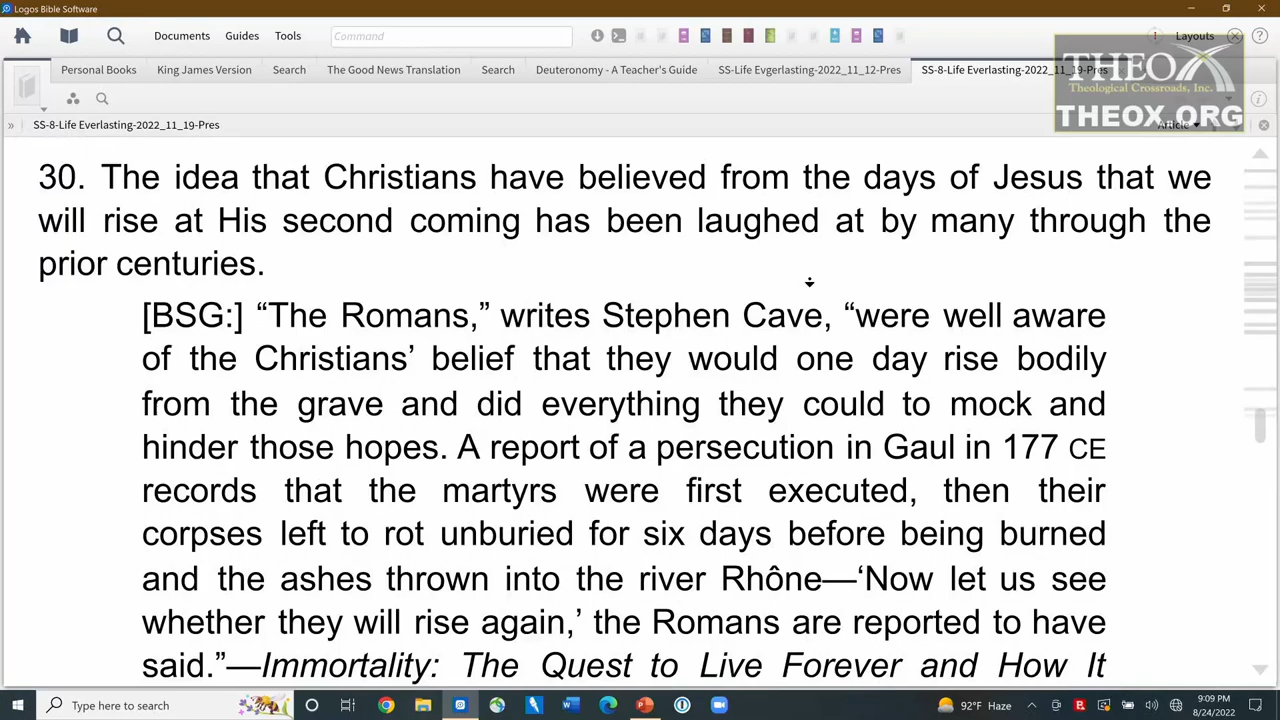 Logos Bible Software
Documents Guides Tools Command Layouts
THEOX
Theological Crossroads, Inc.
THEOX.ORG
Personal Books King James Version Search Search Deuteronomy - A Teacher's Guide SS-Life Evgerlasting-2022_11_12-Pres SS-8-Life Everlasting-2022_11_19-Pres
SS-8-Life Everlasting-2022_11_19-Pres
30. The idea that Christians have believed from the days of Jesus that we
will rise at His second coming has been laughed at by many through the
prior centuries.
[BSG:] “The Romans,” writes Stephen Cave, “were well aware
of the Christians’ belief that they would one day rise bodily
from the grave and did everything they could to mock and
hinder those hopes. A report of a persecution in Gaul in 177 CE
records that the martyrs were first executed, then their
corpses left to rot unburied for six days before being burned
and the ashes thrown into the river Rhône—‘Now let us see
whether they will rise again,’ the Romans are reported to have
said.”—Immortality: The Quest to Live Forever and How It
Type here to search
92°F Haze
9:09 PM
8/24/2022